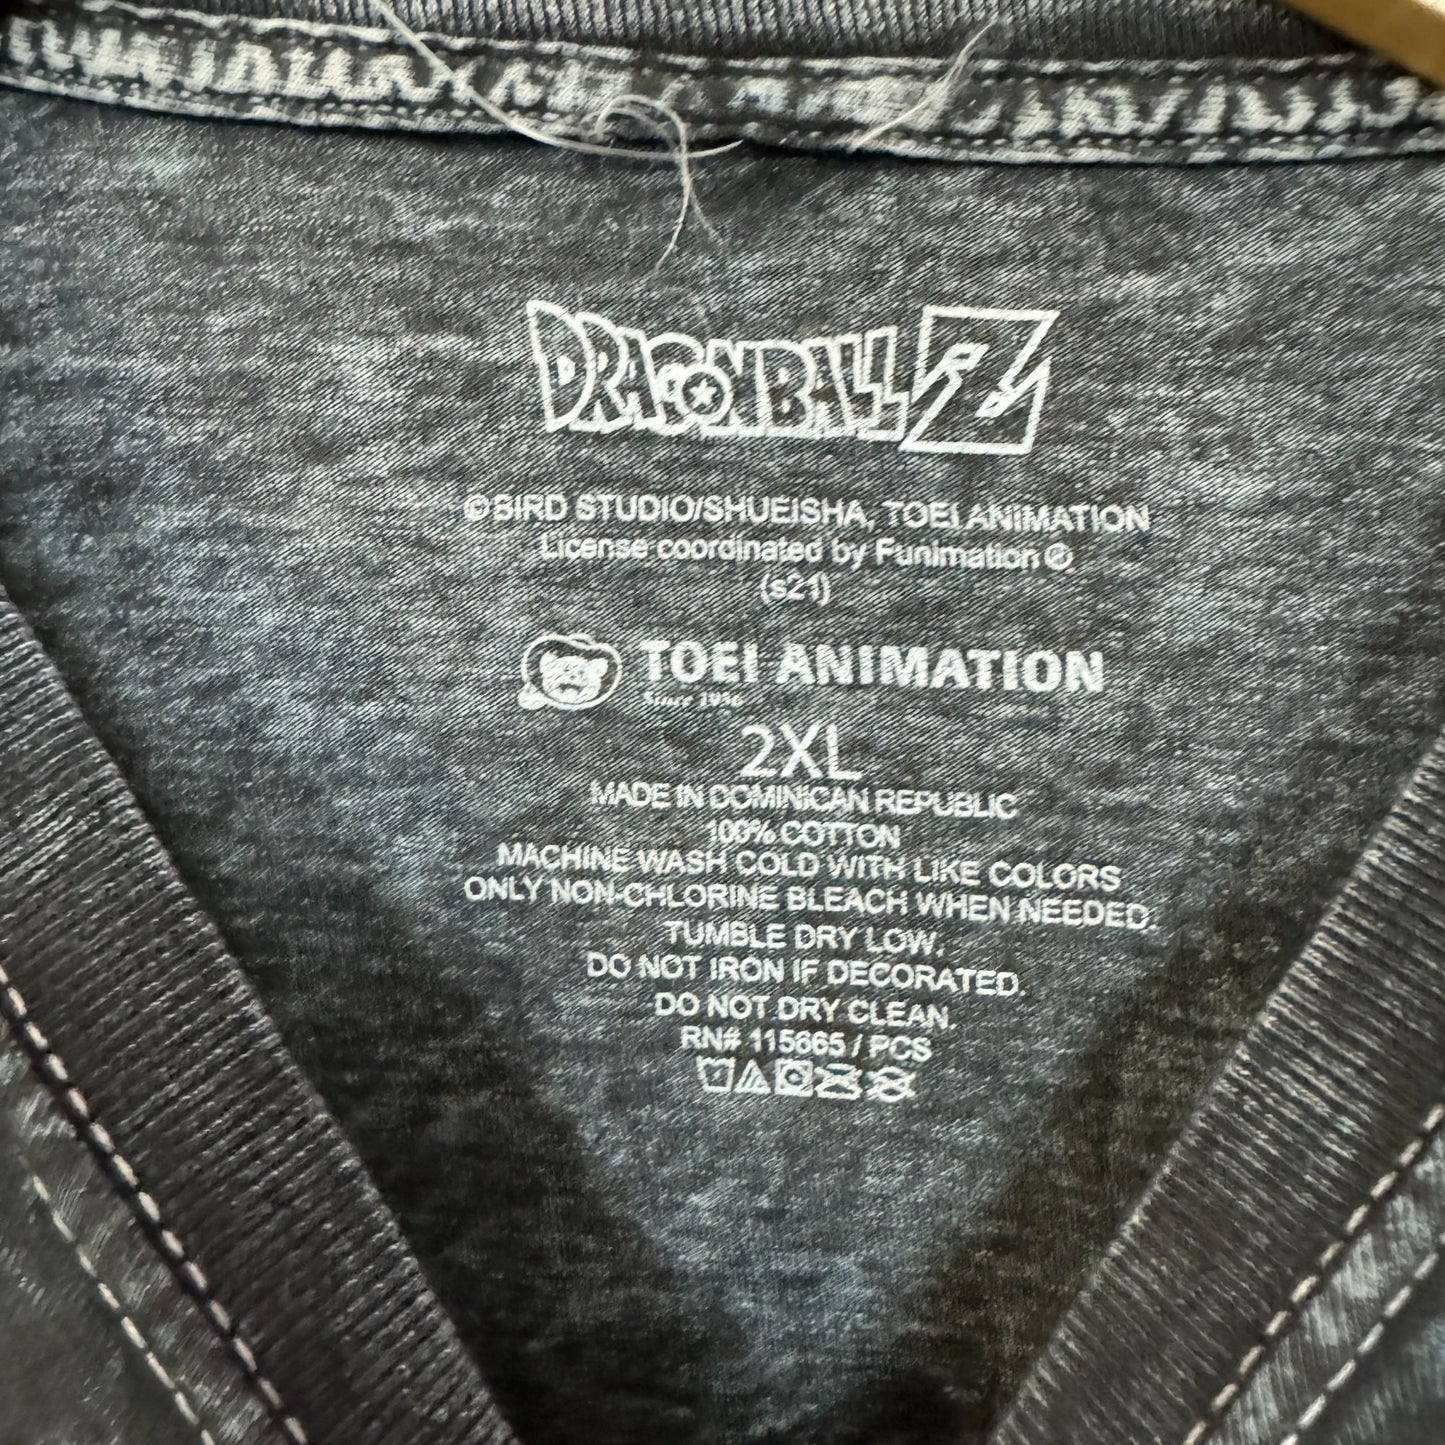 DRAGONBALL Z
©BIRD STUDIO/SHUEISHA, TOEI ANIMATION
License coordinated by Funimation®
(s21)
TOEI ANIMATION
Since 1956
2XL
MADE IN DOMINICAN REPUBLIC
100% COTTON
MACHINE WASH COLD WITH LIKE COLORS
ONLY NON-CHLORINE BLEACH WHEN NEEDED.
TUMBLE DRY LOW.
DO NOT IRON IF DECORATED.
DO NOT DRY CLEAN.
RN# 115665 / PCS